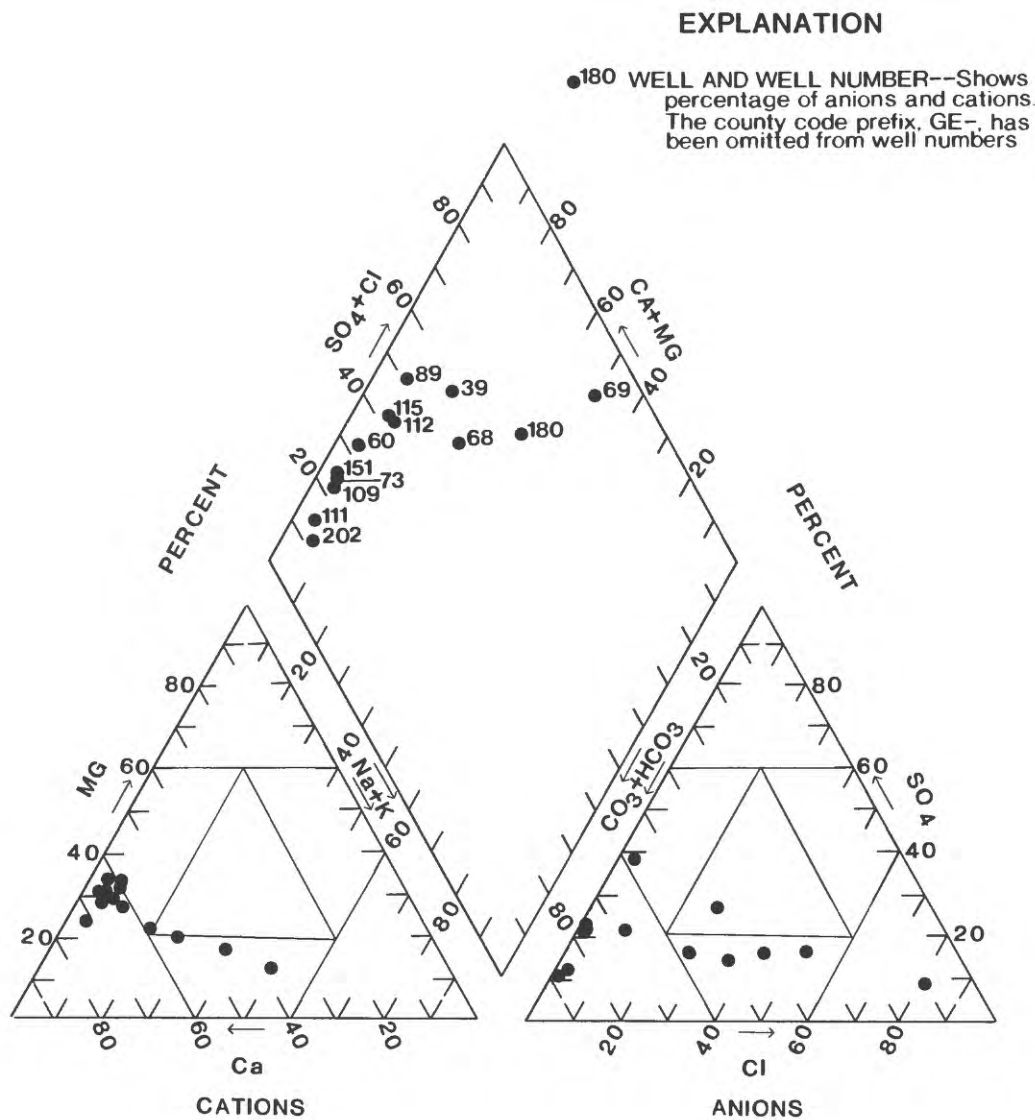 EXPLANATION
180 WELL AND WELL NUMBER--Shows
percentage of anions and cations.
The county code prefix, GE-, has
been omitted from well numbers
80
80
60
60
SO4+Cl
CA+MG
40
40
89
39
69
115
112
180
60
68
20
20
151
73
109
111
202
PERCENT
PERCENT
20
20
80
80
40
CO3+HCO3
MG
60
Na+K
60
SO4
60
40
40
80
80
20
20
80
60
40
20
20
40
60
80
Ca
Cl
CATIONS
ANIONS